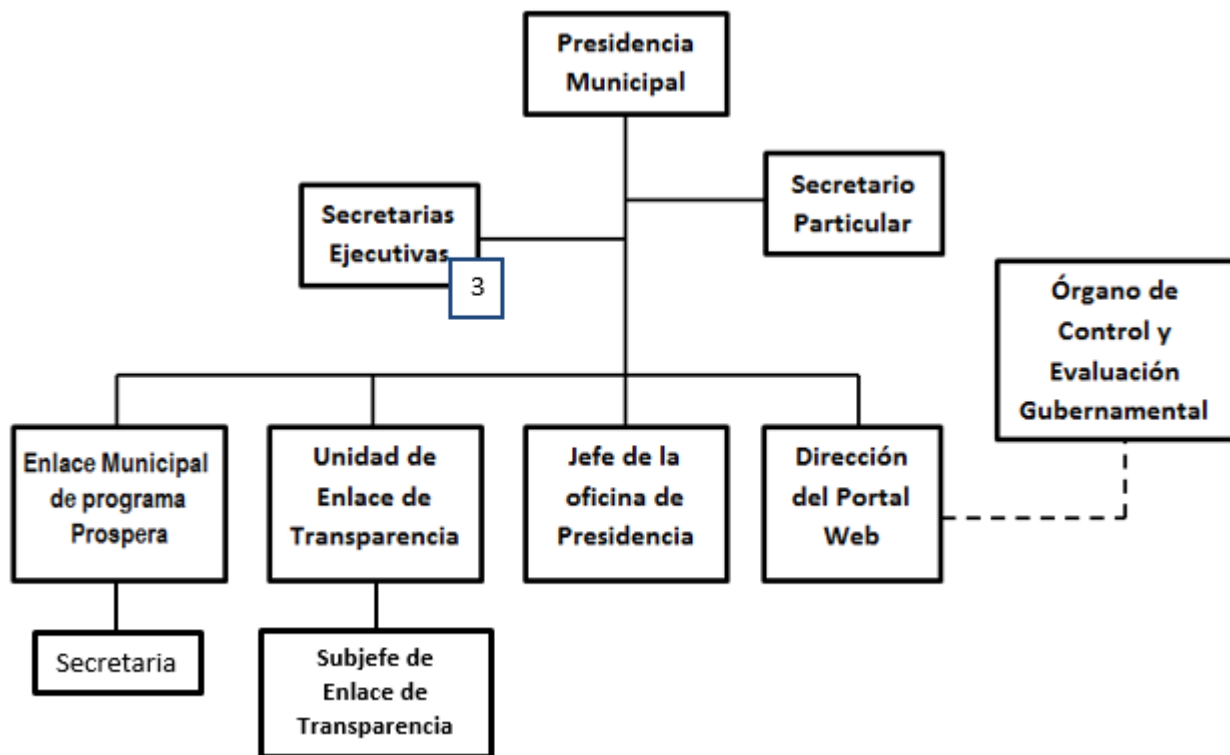 Presidencia
Municipal
Secretario
Particular
Secretarias
Ejecutivas
3
Órgano de
Control y
Evaluación
Gubernamental
Enlace Municipal
de programa
Prospera
Unidad de
Enlace de
Transparencia
Jefe de la
oficina de
Presidencia
Dirección
del Portal
Web
Secretaria
Subjefe de
Enlace de
Transparencia